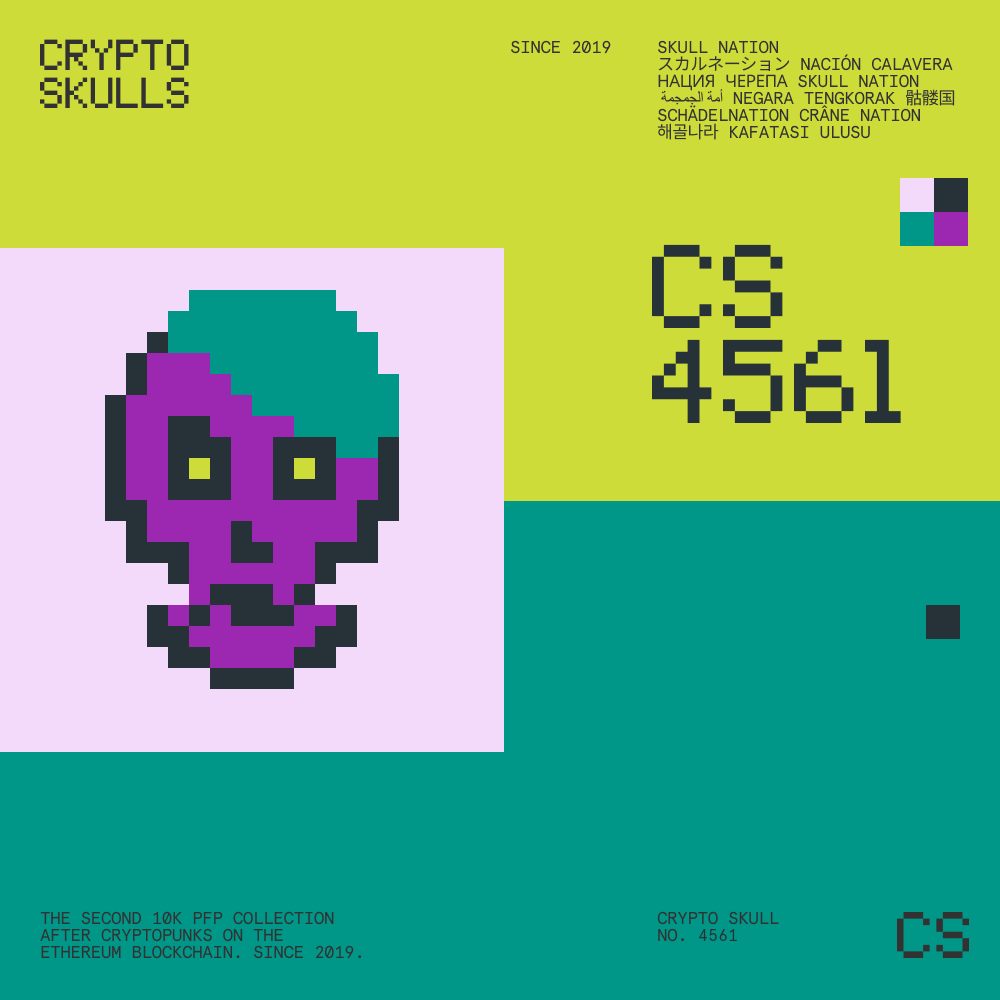 CRYPTO
SKULLS
SINCE 2019
SKULL NATION
スカルネーション NACIÓN CALAVERA
НАЦИЯ ЧЕРЕПА SKULL NATION
أمة الجمجمة NEGARA TENGKORAK 骷髅国
SCHÄDELNATION CRÂNE NATION
해골나라 KAFATASI ULUSU
CS
4561
THE SECOND 10K PFP COLLECTION
AFTER CRYPTOPUNKS ON THE
ETHEREUM BLOCKCHAIN. SINCE 2019.
CRYPTO SKULL
NO. 4561
CS